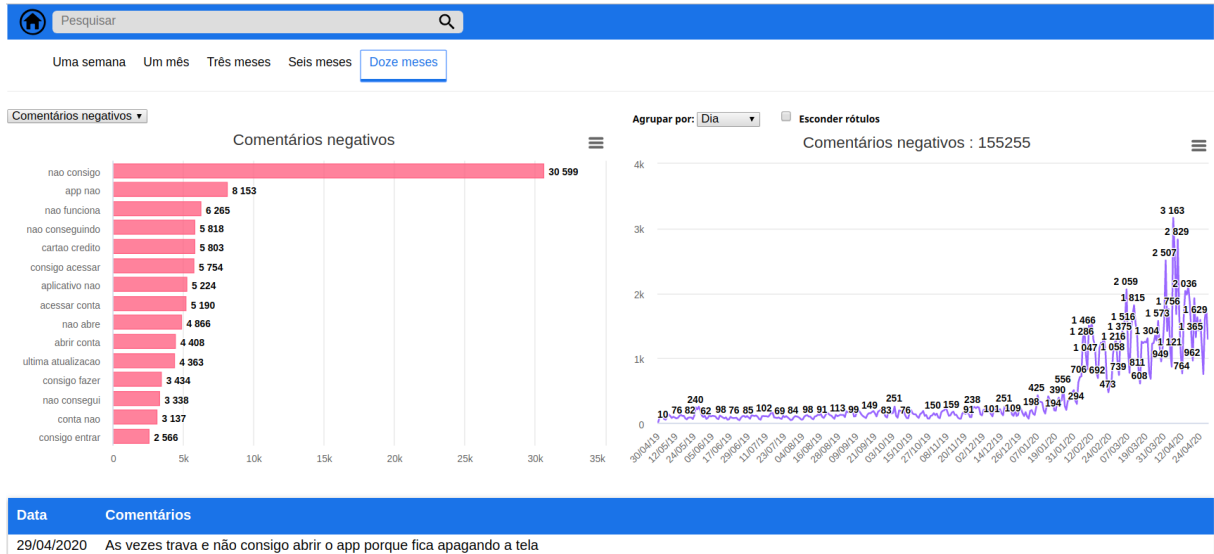 Pesquisar
Uma semana Um mês Três meses Seis meses Doze meses
Comentários negativos ▾
Comentários negativos
nao consigo 30 599
app nao 8 153
nao funciona 6 265
nao conseguindo 5 818
cartao credito 5 803
consigo acessar 5 754
aplicativo nao 5 224
acessar conta 5 190
nao abre 4 866
abrir conta 4 408
ultima atualizacao 4 363
consigo fazer 3 434
nao consegui 3 338
conta nao 3 137
consigo entrar 2 566
0 5k 10k 15k 20k 25k 30k 35k
Agrupar por: Dia ▾ Esconder rótulos
Comentários negativos : 155255
4k
3k
2k
1k
0
3 163
2 829
2 507
2 059
2 036
1 815
1 756
1 629
1 573
1 516
1 466
1 375
1 365
1 304
1 286
1 216
1 121
1 058
1 047
962
949
811
764
739
706
692
608
556
473
425
390
294
198
194
10 76 82 240 62 98 76 85 102 69 84 98 91 113 99 149 83 251 76 150 159 91 238 101 251 109
30/04/19 12/05/19 24/05/19 05/06/19 17/06/19 29/06/19 11/07/19 23/07/19 04/08/19 16/08/19 28/08/19 09/09/19 21/09/19 03/10/19 15/10/19 27/10/19 08/11/19 20/11/19 02/12/19 14/12/19 26/12/19 07/01/20 19/01/20 31/01/20 12/02/20 24/02/20 07/03/20 19/03/20 31/03/20 12/04/20 24/04/20
Data Comentários
29/04/2020 As vezes trava e não consigo abrir o app porque fica apagando a tela